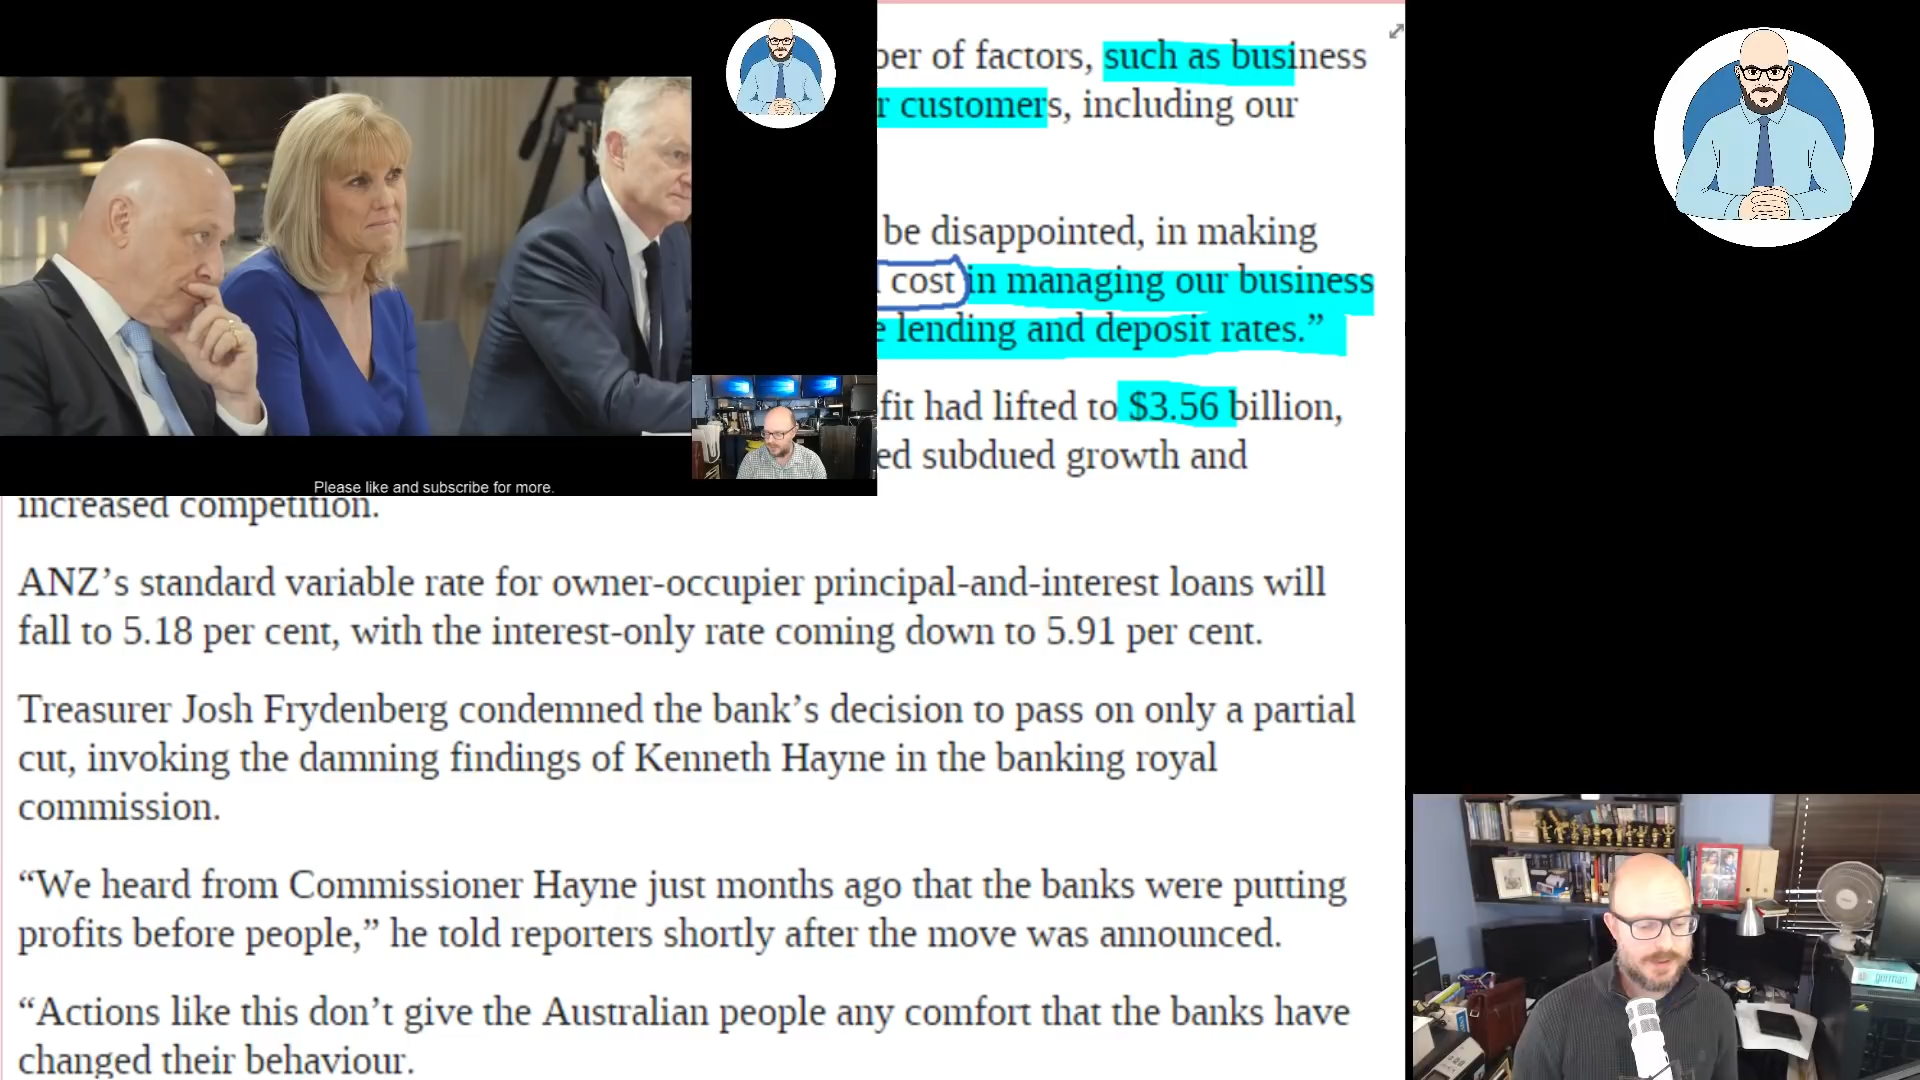 ber of factors, such as business
r customers, including our
be disappointed, in making
cost in managing our business
e lending and deposit rates.”
fit had lifted to $3.56 billion,
ed subdued growth and
Please like and subscribe for more.
increased competition.
ANZ’s standard variable rate for owner-occupier principal-and-interest loans will
fall to 5.18 per cent, with the interest-only rate coming down to 5.91 per cent.
Treasurer Josh Frydenberg condemned the bank’s decision to pass on only a partial
cut, invoking the damning findings of Kenneth Hayne in the banking royal
commission.
“We heard from Commissioner Hayne just months ago that the banks were putting
profits before people,” he told reporters shortly after the move was announced.
“Actions like this don’t give the Australian people any comfort that the banks have
changed their behaviour.
german